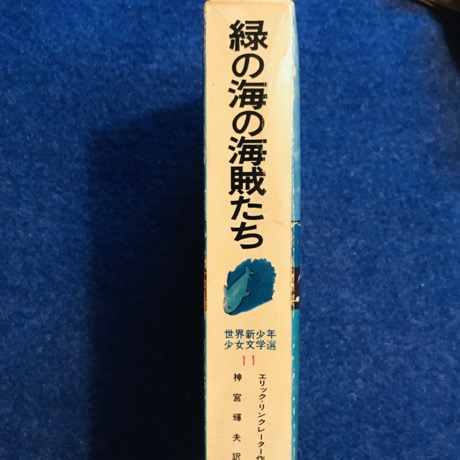 緑の海の海賊たち
世界新少年
少女文学選
11
エリック・リンクレーター作
神宮輝夫訳